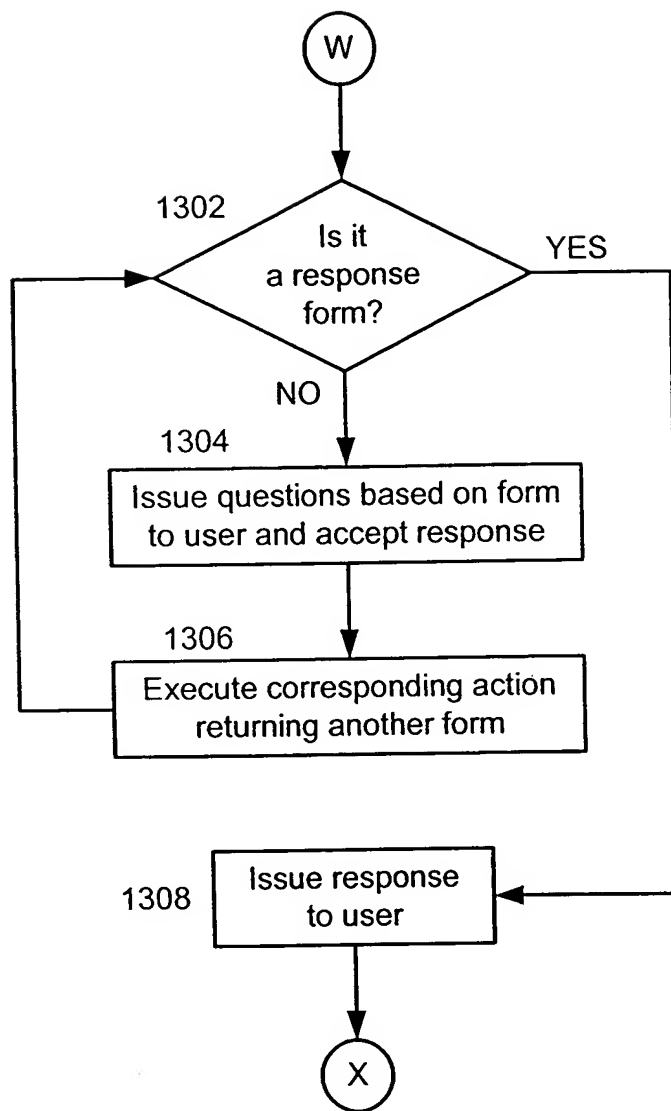 W
1302
Is it
a response
form?
YES
NO
1304
Issue questions based on form
to user and accept response
1306
Execute corresponding action
returning another form
1308
Issue response
to user
X